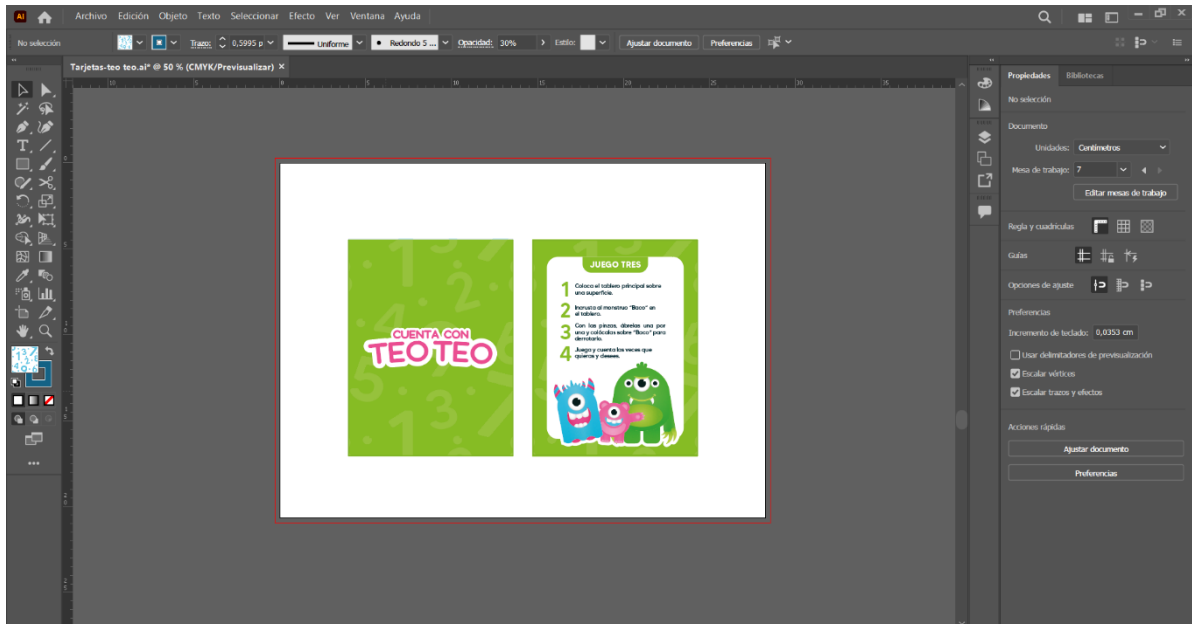 Ai
Archivo Edición Objeto Texto Seleccionar Efecto Ver Ventana Ayuda
No selección
Trazo: 0,5995 p
Uniforme
Redondo 5 ...
Opacidad: 30%
Estilo:
Ajustar documento
Preferencias
Tarjetas-teo teo.ai* @ 50 % (CMYK/Previsualizar) ×
CUENTA CON
TEO TEO
JUEGO TRES
1 Coloca el tablero principal sobre
una superficie.
2 Incrusta al monstruo "Baco" en
el tablero.
3 Con las pinzas, ábrelas una por
una y colócalas sobre "Baco" para
derrotarlo.
4 Juega y cuenta las veces que
quieras y desees.
Propiedades Bibliotecas
No selección
Documento
Unidades: Centímetros
Mesa de trabajo: 7
Editar mesas de trabajo
Regla y cuadrículas
Guías
Opciones de ajuste
Preferencias
Incremento de teclado: 0,0353 cm
Usar delimitadores de previsualización
Escalar vértices
Escalar trazos y efectos
Acciones rápidas
Ajustar documento
Preferencias